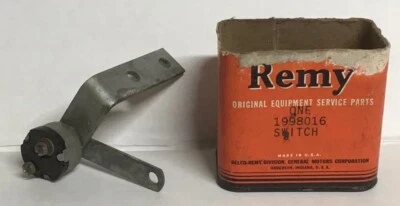 Remy
ORIGINAL EQUIPMENT SERVICE PARTS
ONE
1998016
SWITCH
MADE IN U.S.A.
DELCO-REMY DIVISION, GENERAL MOTORS CORPORATION
ANDERSON, INDIANA, U.S.A.